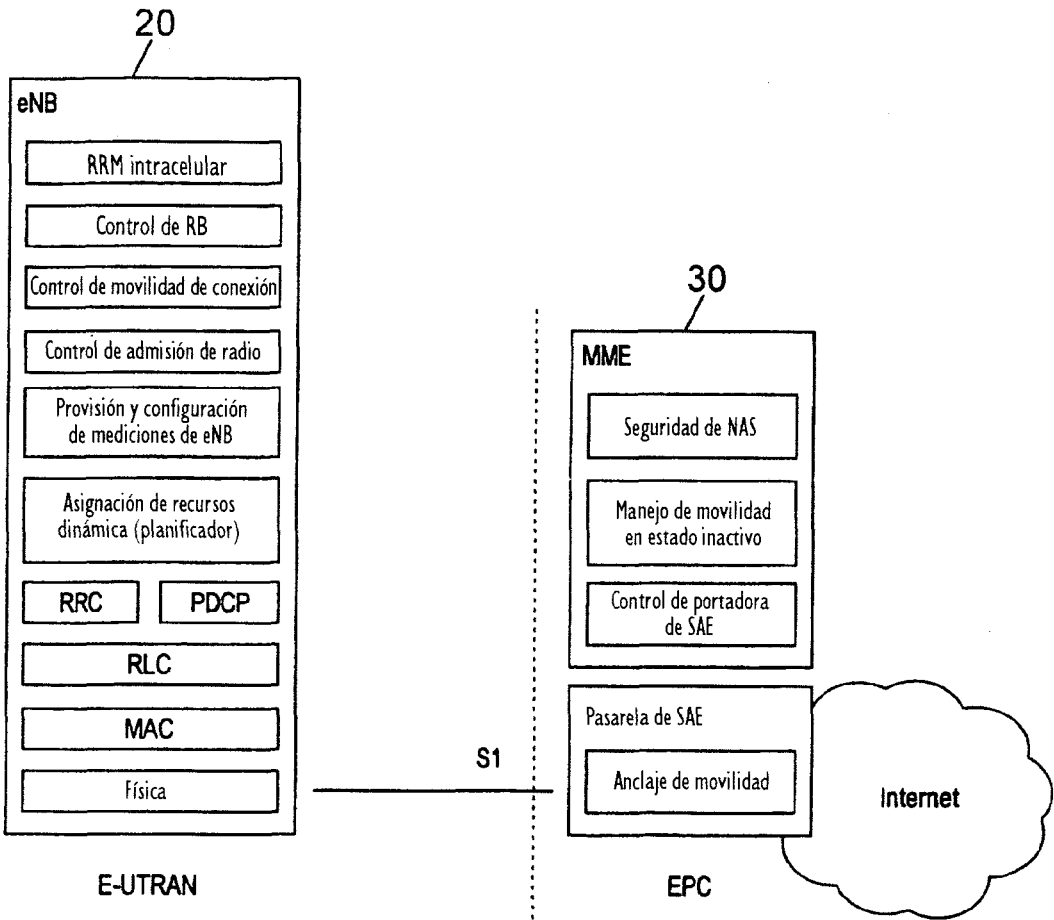 20
eNB
RRM intracelular
Control de RB
Control de movilidad de conexión
Control de admisión de radio
Provisión y configuración
de mediciones de eNB
Asignación de recursos
dinámica (planificador)
RRC
PDCP
RLC
MAC
Física
E-UTRAN
S1
30
MME
Seguridad de NAS
Manejo de movilidad
en estado inactivo
Control de portadora
de SAE
Pasarela de SAE
Anclaje de movilidad
EPC
Internet